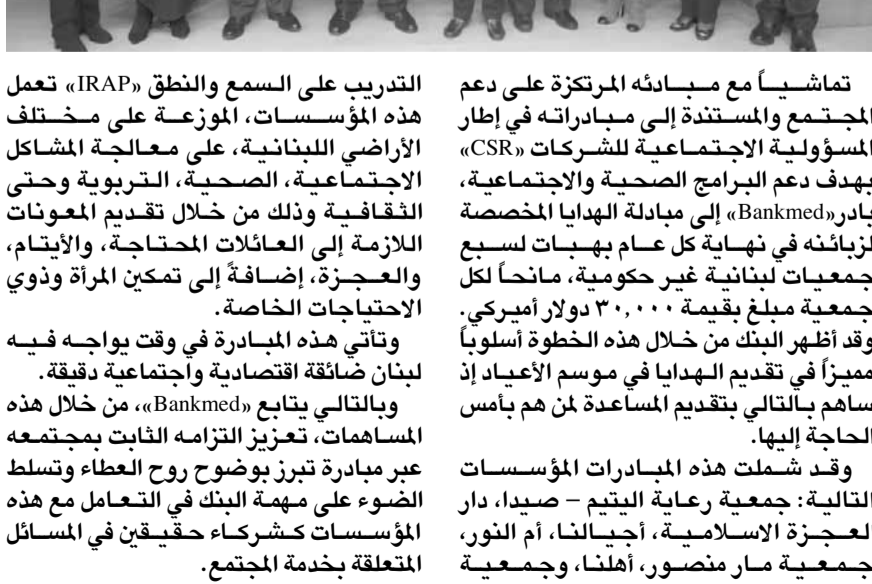 تماشياً مع مبادئه المرتكزة على دعم
المجتمع والمستندة إلى مبادراته في إطار
المسؤولية الاجتماعية للشركات «CSR»
بهدف دعم البرامج الصحية والاجتماعية،
بادر«Bankmed» إلى مبادلة الهدايا المخصصة
لزبائنه في نهاية كل عام بهبات لسبع
جمعيات لبنانية غير حكومية، مانحاً لكل
جمعية مبلغ بقيمة ٣٠,٠٠٠ دولار أميركي.
وقد أظهر البنك من خلال هذه الخطوة أسلوباً
مميزاً في تقديم الهدايا في موسم الأعياد إذ
ساهم بالتالي بتقديم المساعدة لمن هم بأمس
الحاجة إليها.
وقد شملت هذه المبادرات المؤسسات
التالية: جمعية رعاية اليتيم – صيدا، دار
العجزة الاسلامية، أجيالنا، أم النور،
جمعية مار منصور، أهلنا، وجمعية
التدريب على السمع والنطق «IRAP» تعمل
هذه المؤسسات، الموزعة على مختلف
الأراضي اللبنانية، على معالجة المشاكل
الاجتماعية، الصحية، التربوية وحتى
الثقافية وذلك من خلال تقديم المعونات
اللازمة إلى العائلات المحتاجة، والأيتام،
والعجزة، إضافةً إلى تمكين المرأة وذوي
الاحتياجات الخاصة.
وتأتي هذه المبادرة في وقت يواجه فيه
لبنان ضائقة اقتصادية واجتماعية دقيقة.
وبالتالي يتابع «Bankmed»، من خلال هذه
المساهمات، تعزيز التزامه الثابت بمجتمعه
عبر مبادرة تبرز بوضوح روح العطاء وتسلط
الضوء على مهمة البنك في التعامل مع هذه
المؤسسات كشركاء حقيقين في المسائل
المتعلقة بخدمة المجتمع.